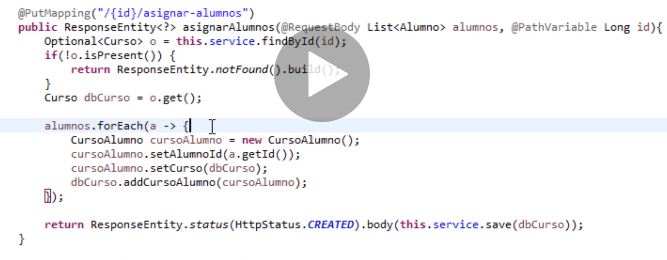 @PutMapping("/{id}/asignar-alumnos")
public ResponseEntity<?> asignarAlumnos(@RequestBody List<Alumno> alumnos, @PathVariable Long id){
Optional<Curso> o = this.service.findById(id);
if(!o.isPresent()) {
return ResponseEntity.notFound().build();
}
Curso dbCurso = o.get();
alumnos.forEach(a -> {
CursoAlumno cursoAlumno = new CursoAlumno();
cursoAlumno.setAlumnoId(a.getId());
cursoAlumno.setCurso(dbCurso);
dbCurso.addCursoAlumno(cursoAlumno);
});
return ResponseEntity.status(HttpStatus.CREATED).body(this.service.save(dbCurso));
}